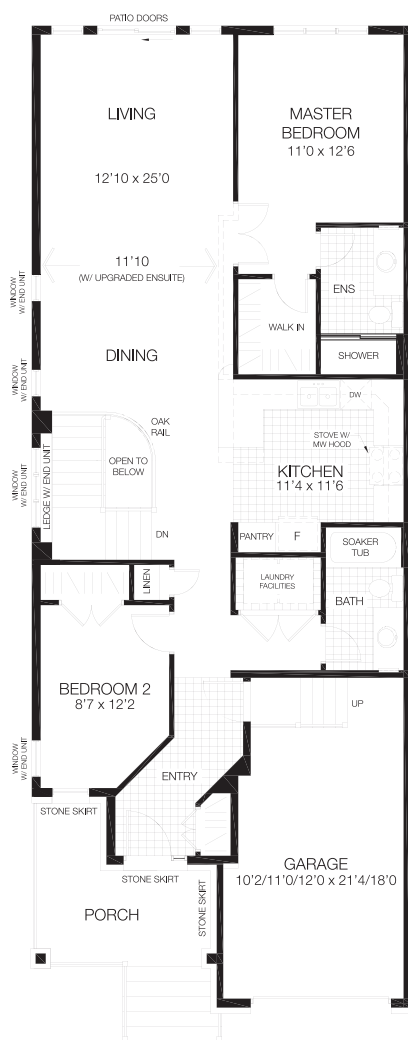 PATIO DOORS
LIVING
12'10 x 25'0
MASTER
BEDROOM
11'0 x 12'6
11'10
(W/ UPGRADED ENSUITE)
WINDOW
W/ END UNIT
ENS
WALK IN
SHOWER
DINING
WINDOW
W/ END UNIT
OAK
RAIL
DW
STOVE W/
MW HOOD
OPEN TO
BELOW
KITCHEN
11'4 x 11'6
LEDGE W/ END UNIT
WINDOW
W/ END UNIT
DN
PANTRY
F
SOAKER
TUB
LINEN
LAUNDRY
FACILITIES
BATH
BEDROOM 2
8'7 x 12'2
UP
WINDOW
W/ END UNIT
ENTRY
STONE SKIRT
GARAGE
10'2/11'0/12'0 x 21'4/18'0
STONE SKIRT
STONE SKIRT
PORCH